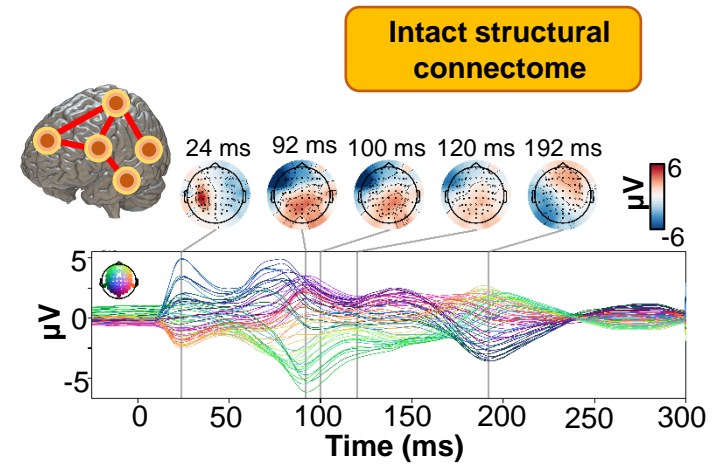 Intact structural
connectome
24 ms 92 ms 100 ms 120 ms 192 ms
6
μV
-6
5
0
-5
μV
0 50 100 150 200 250 300
Time (ms)